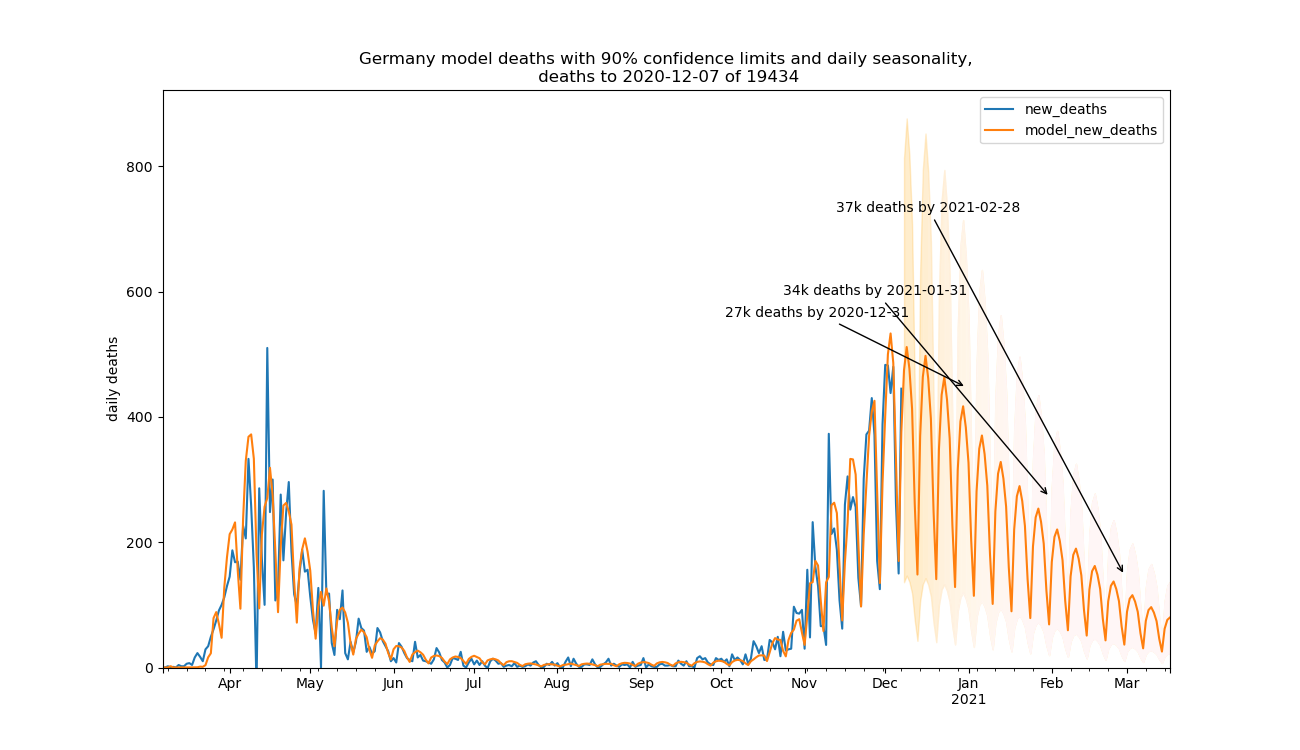 Germany model deaths with 90% confidence limits and daily seasonality,
deaths to 2020-12-07 of 19434
new_deaths
model_new_deaths
800
600
400
200
0
daily deaths
37k deaths by 2021-02-28
34k deaths by 2021-01-31
27k deaths by 2020-12-31
Apr May Jun Jul Aug Sep Oct Nov Dec Jan Feb Mar
2021